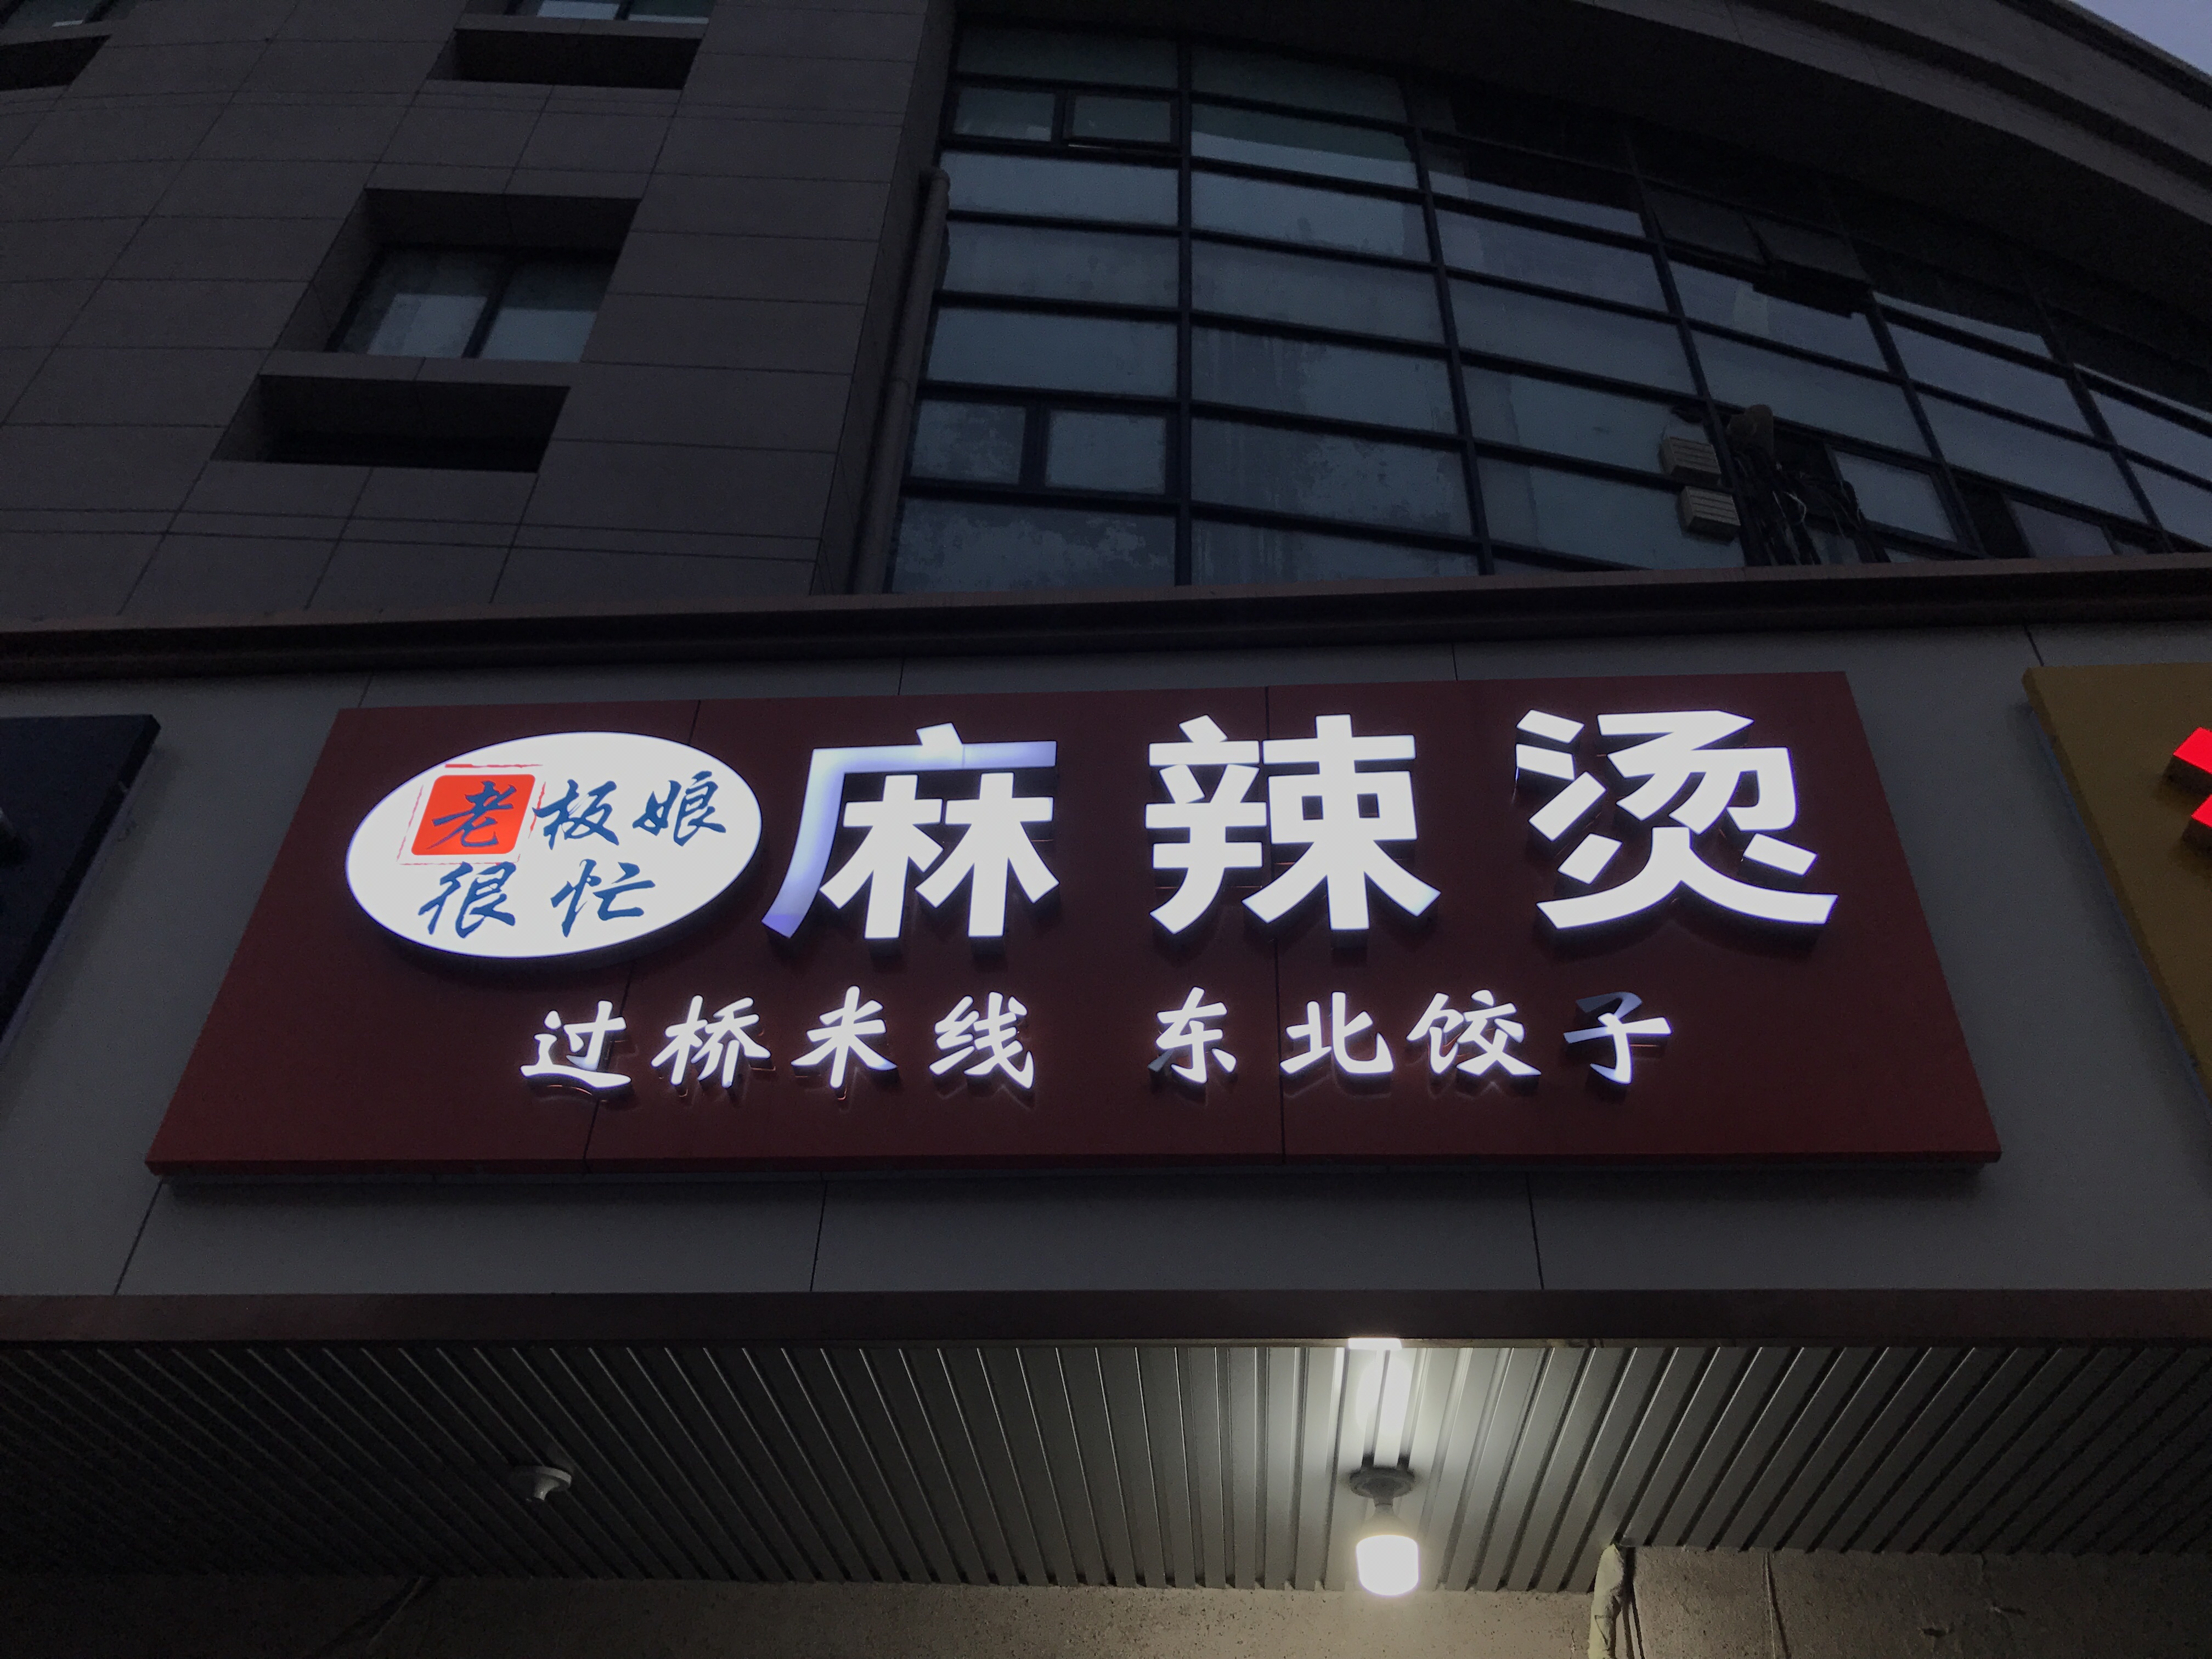 老板娘
很忙
麻辣烫
过桥米线 东北饺子